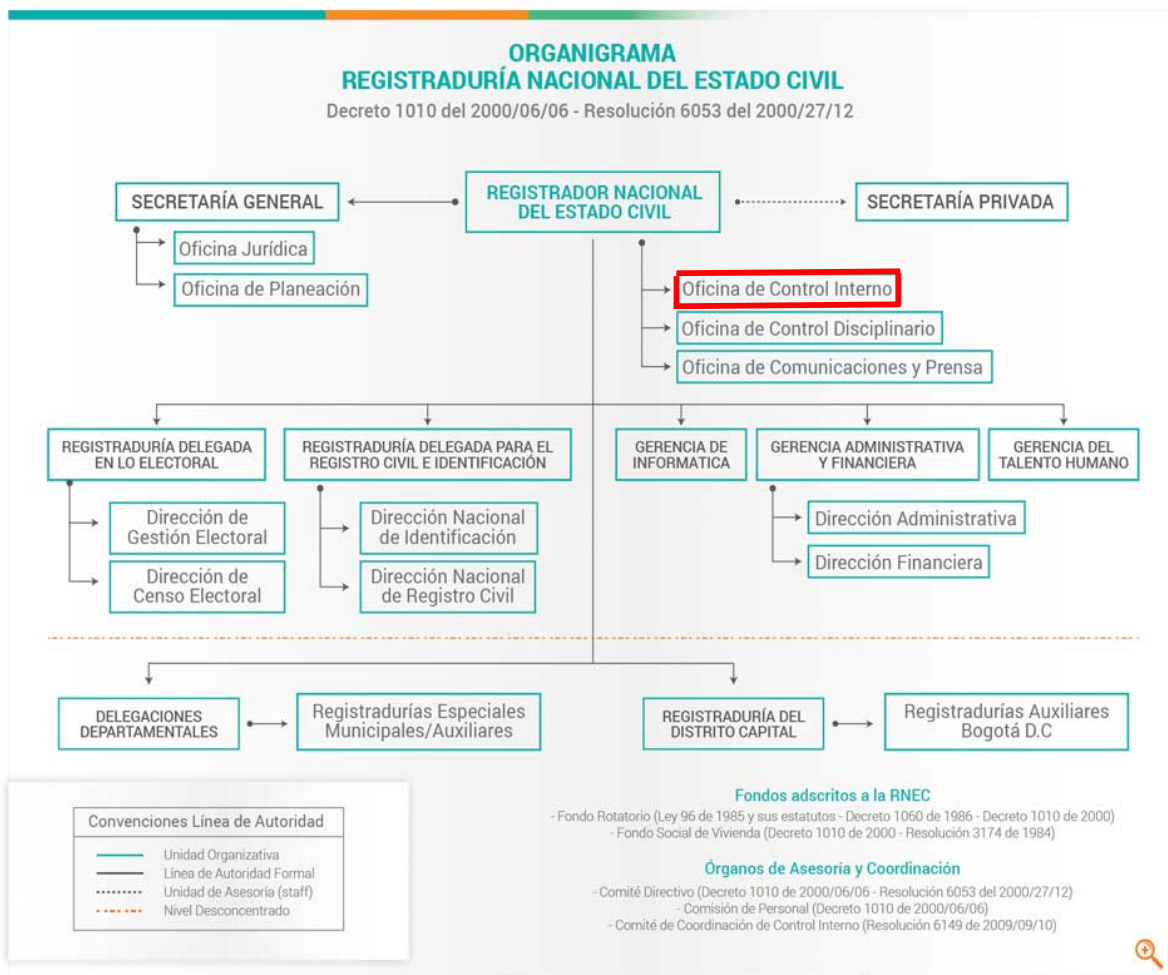 ORGANIGRAMA
REGISTRADURÍA NACIONAL DEL ESTADO CIVIL
Decreto 1010 del 2000/06/06 - Resolución 6053 del 2000/27/12
SECRETARÍA GENERAL
REGISTRADOR NACIONAL
DEL ESTADO CIVIL
SECRETARÍA PRIVADA
Oficina Jurídica
Oficina de Planeación
Oficina de Control Interno
Oficina de Control Disciplinario
Oficina de Comunicaciones y Prensa
REGISTRADURÍA DELEGADA
EN LO ELECTORAL
REGISTRADURÍA DELEGADA PARA EL
REGISTRO CIVIL E IDENTIFICACIÓN
GERENCIA DE
INFORMATICA
GERENCIA ADMINISTRATIVA
Y FINANCIERA
GERENCIA DEL
TALENTO HUMANO
Dirección de
Gestión Electoral
Dirección de
Censo Electoral
Dirección Nacional
de Identificación
Dirección Nacional
de Registro Civil
Dirección Administrativa
Dirección Financiera
DELEGACIONES
DEPARTAMENTALES
Registradurías Especiales
Municipales/Auxiliares
REGISTRADURÍA DEL
DISTRITO CAPITAL
Registradurías Auxiliares
Bogotá D.C
Convenciones Línea de Autoridad
Unidad Organizativa
Línea de Autoridad Formal
Unidad de Asesoría (staff)
Nivel Desconcentrado
Fondos adscritos a la RNEC
- Fondo Rotatorio (Ley 96 de 1985 y sus estatutos - Decreto 1060 de 1986 - Decreto 1010 de 2000)
- Fondo Social de Vivienda (Decreto 1010 de 2000 - Resolución 3174 de 1984)
Órganos de Asesoría y Coordinación
- Comité Directivo (Decreto 1010 de 2000/06/06 - Resolución 6053 del 2000/27/12)
- Comisión de Personal (Decreto 1010 de 2000/06/06)
- Comité de Coordinación de Control Interno (Resolución 6149 de 2009/09/10)